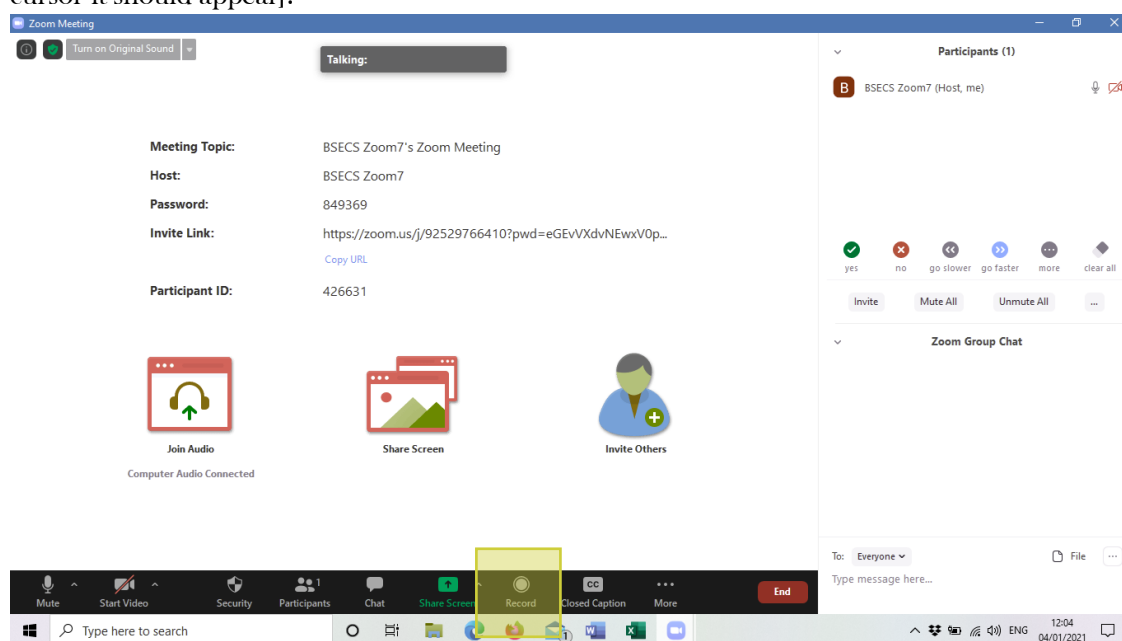 cursor it should appear].
Zoom Meeting
Turn on Original Sound
Talking:
Meeting Topic: BSECS Zoom7's Zoom Meeting
Host: BSECS Zoom7
Password: 849369
Invite Link: https://zoom.us/j/92529766410?pwd=eGEvVXdvNEwxV0p...
Copy URL
Participant ID: 426631
Join Audio
Computer Audio Connected
Share Screen
Invite Others
Participants (1)
B BSECS Zoom7 (Host, me)
yes no go slower go faster more clear all
Invite Mute All Unmute All ...
Zoom Group Chat
To: Everyone File ...
Type message here...
1 CC
Mute Start Video Security Participants Chat Share Screen Record Closed Caption More End
Type here to search
ENG 12:04
04/01/2021